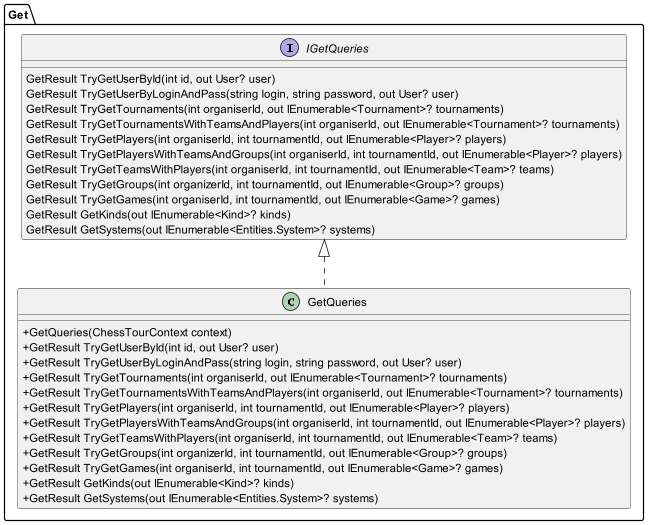 Get
I IGetQueries
GetResult TryGetUserById(int id, out User? user)
GetResult TryGetUserByLoginAndPass(string login, string password, out User? user)
GetResult TryGetTournaments(int organiserId, out IEnumerable<Tournament>? tournaments)
GetResult TryGetTournamentsWithTeamsAndPlayers(int organiserId, out IEnumerable<Tournament>? tournaments)
GetResult TryGetPlayers(int organiserId, int tournamentId, out IEnumerable<Player>? players)
GetResult TryGetPlayersWithTeamsAndGroups(int organiserId, int tournamentId, out IEnumerable<Player>? players)
GetResult TryGetTeamsWithPlayers(int organiserId, int tournamentId, out IEnumerable<Team>? teams)
GetResult TryGetGroups(int organizerId, int tournamentId, out IEnumerable<Group>? groups)
GetResult TryGetGames(int organiserId, int tournamentId, out IEnumerable<Game>? games)
GetResult GetKinds(out IEnumerable<Kind>? kinds)
GetResult GetSystems(out IEnumerable<Entities.System>? systems)
C GetQueries
+GetQueries(ChessTourContext context)
+GetResult TryGetUserById(int id, out User? user)
+GetResult TryGetUserByLoginAndPass(string login, string password, out User? user)
+GetResult TryGetTournaments(int organiserId, out IEnumerable<Tournament>? tournaments)
+GetResult TryGetTournamentsWithTeamsAndPlayers(int organiserId, out IEnumerable<Tournament>? tournaments)
+GetResult TryGetPlayers(int organiserId, int tournamentId, out IEnumerable<Player>? players)
+GetResult TryGetPlayersWithTeamsAndGroups(int organiserId, int tournamentId, out IEnumerable<Player>? players)
+GetResult TryGetTeamsWithPlayers(int organiserId, int tournamentId, out IEnumerable<Team>? teams)
+GetResult TryGetGroups(int organizerId, int tournamentId, out IEnumerable<Group>? groups)
+GetResult TryGetGames(int organiserId, int tournamentId, out IEnumerable<Game>? games)
+GetResult GetKinds(out IEnumerable<Kind>? kinds)
+GetResult GetSystems(out IEnumerable<Entities.System>? systems)